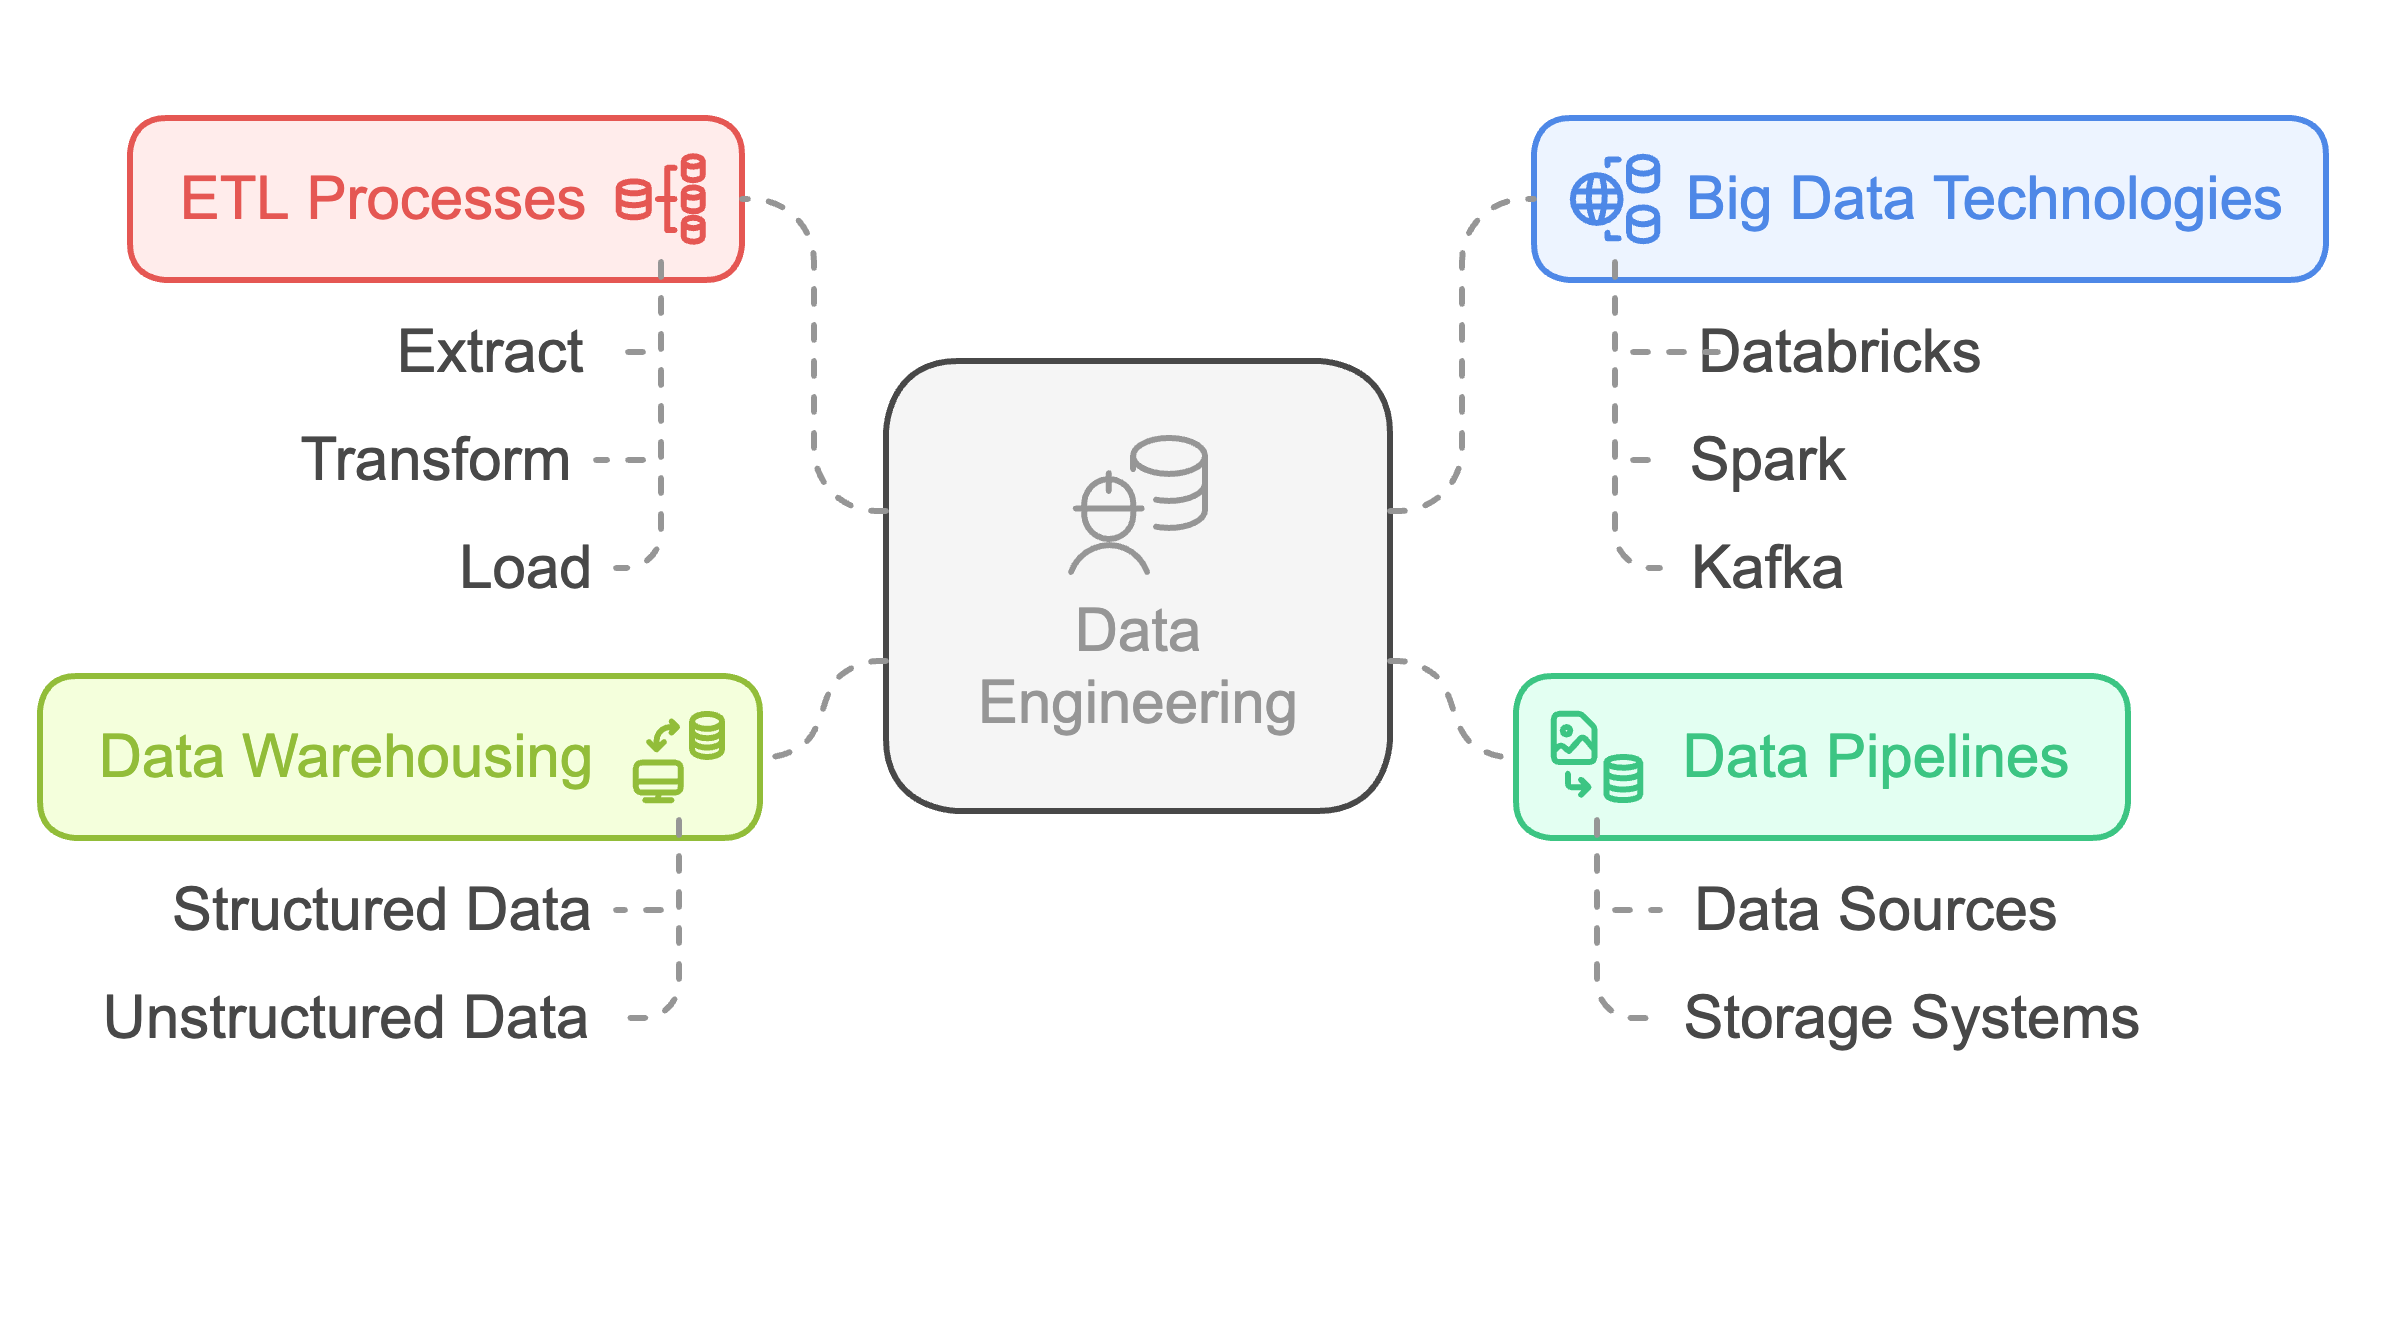 ETL Processes
Extract
Transform
Load
Data Warehousing
Structured Data
Unstructured Data
Data
Engineering
Big Data Technologies
Databricks
Spark
Kafka
Data Pipelines
Data Sources
Storage Systems